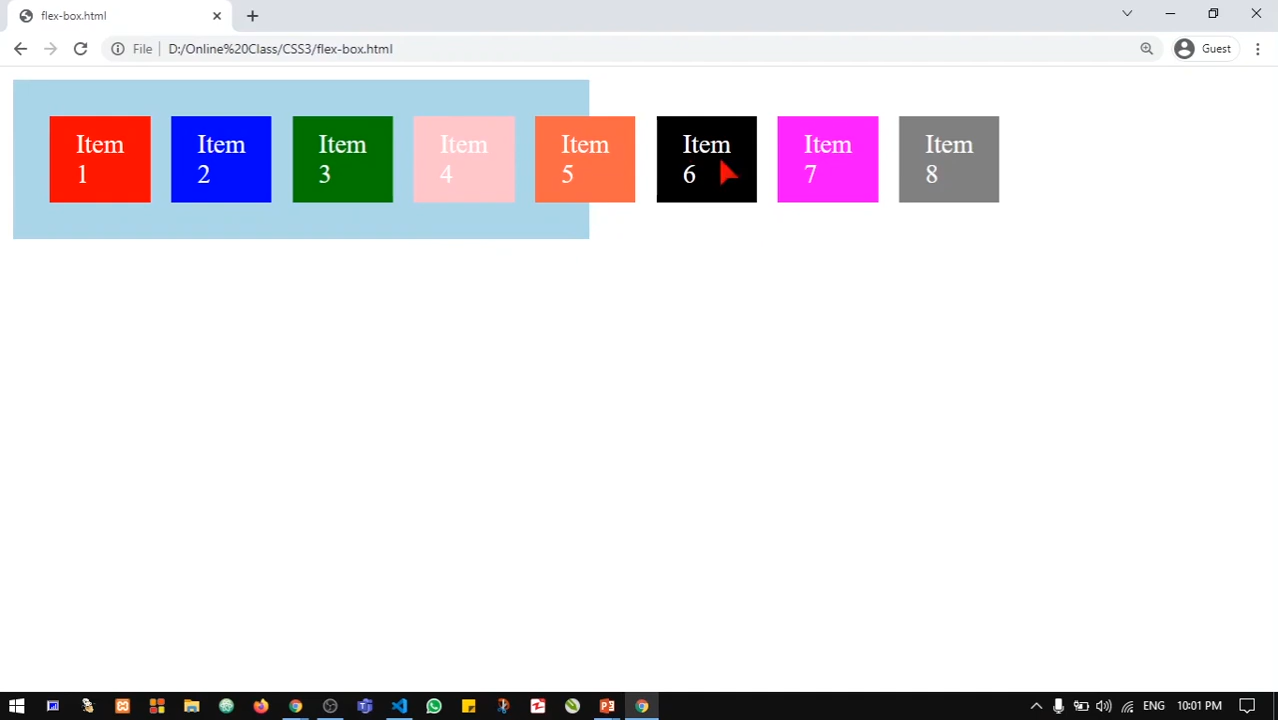 flex-box.html
File D:/Online%20Class/CSS3/flex-box.html Guest
Item 1
Item 2
Item 3
Item 4
Item 5
Item 6
Item 7
Item 8
ENG 10:01 PM